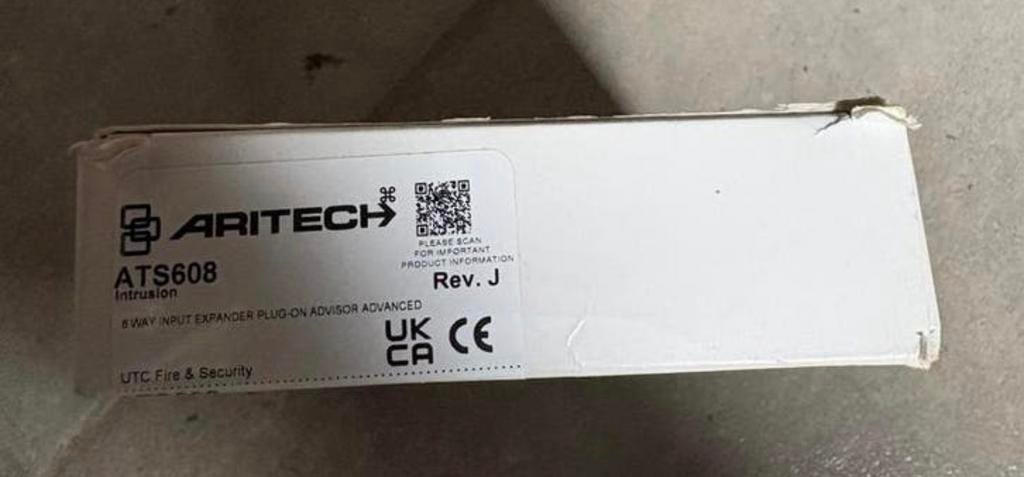 ARITECH
PLEASE SCAN
FOR IMPORTANT
PRODUCT INFORMATION
ATS608
Rev. J
Intrusion
8 WAY INPUT EXPANDER PLUG-ON ADVISOR ADVANCED
UK
CA
CE
UTC Fire & Security